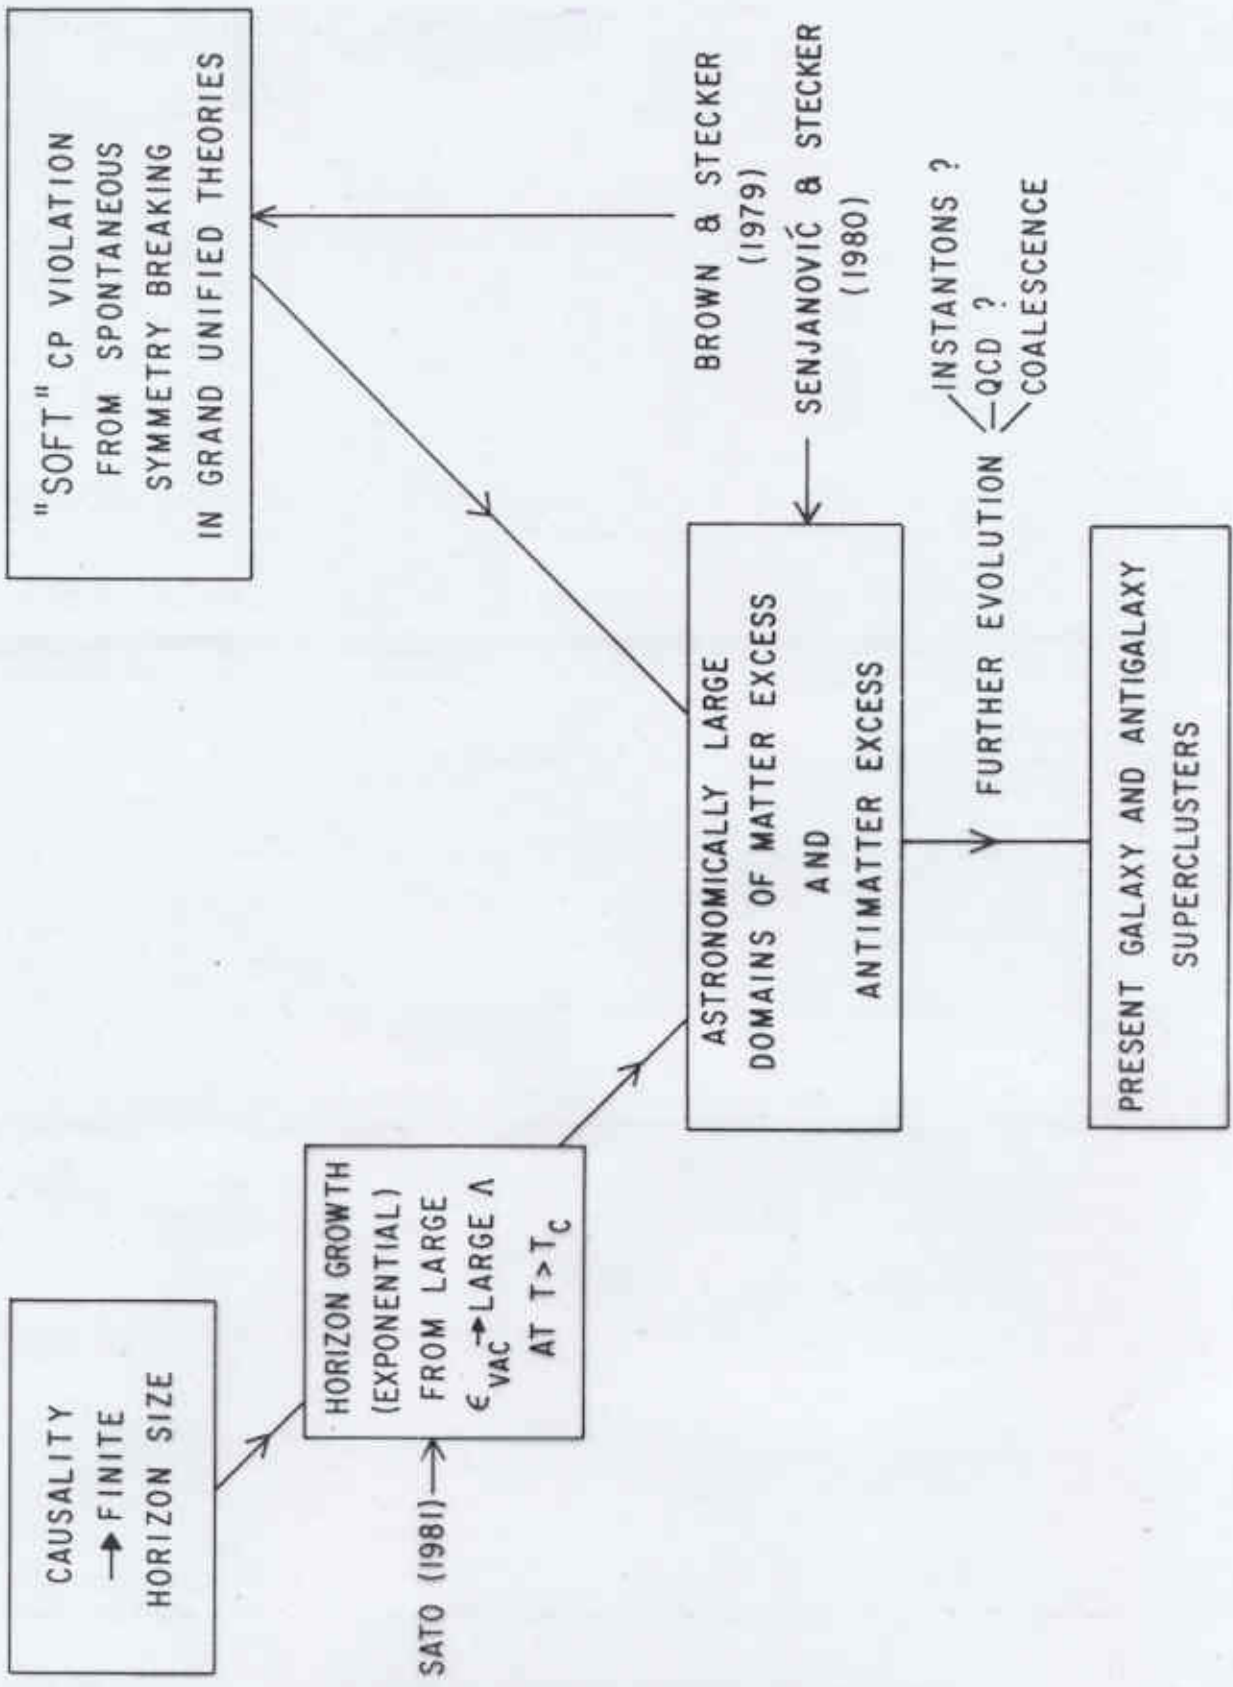 CAUSALITY
→ FINITE
HORIZON SIZE
"SOFT" CP VIOLATION
FROM SPONTANEOUS
SYMMETRY BREAKING
IN GRAND UNIFIED THEORIES
HORIZON GROWTH
(EXPONENTIAL)
FROM LARGE
ϵ_VAC → LARGE Λ
AT T > T_C
SATO (1981)
BROWN & STECKER
(1979)
SENJANOVIĆ & STECKER
(1980)
ASTRONOMICALLY LARGE
DOMAINS OF MATTER EXCESS
AND
ANTIMATTER EXCESS
FURTHER EVOLUTION
INSTANTONS ?
QCD ?
COALESCENCE
PRESENT GALAXY AND ANTIGALAXY
SUPERCLUSTERS